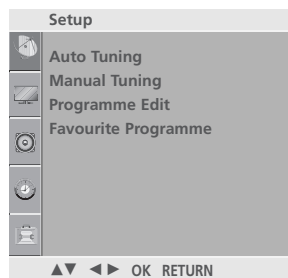 Setup
Auto Tuning
Manual Tuning
Programme Edit
Favourite Programme
▲▼ ◄► OK RETURN